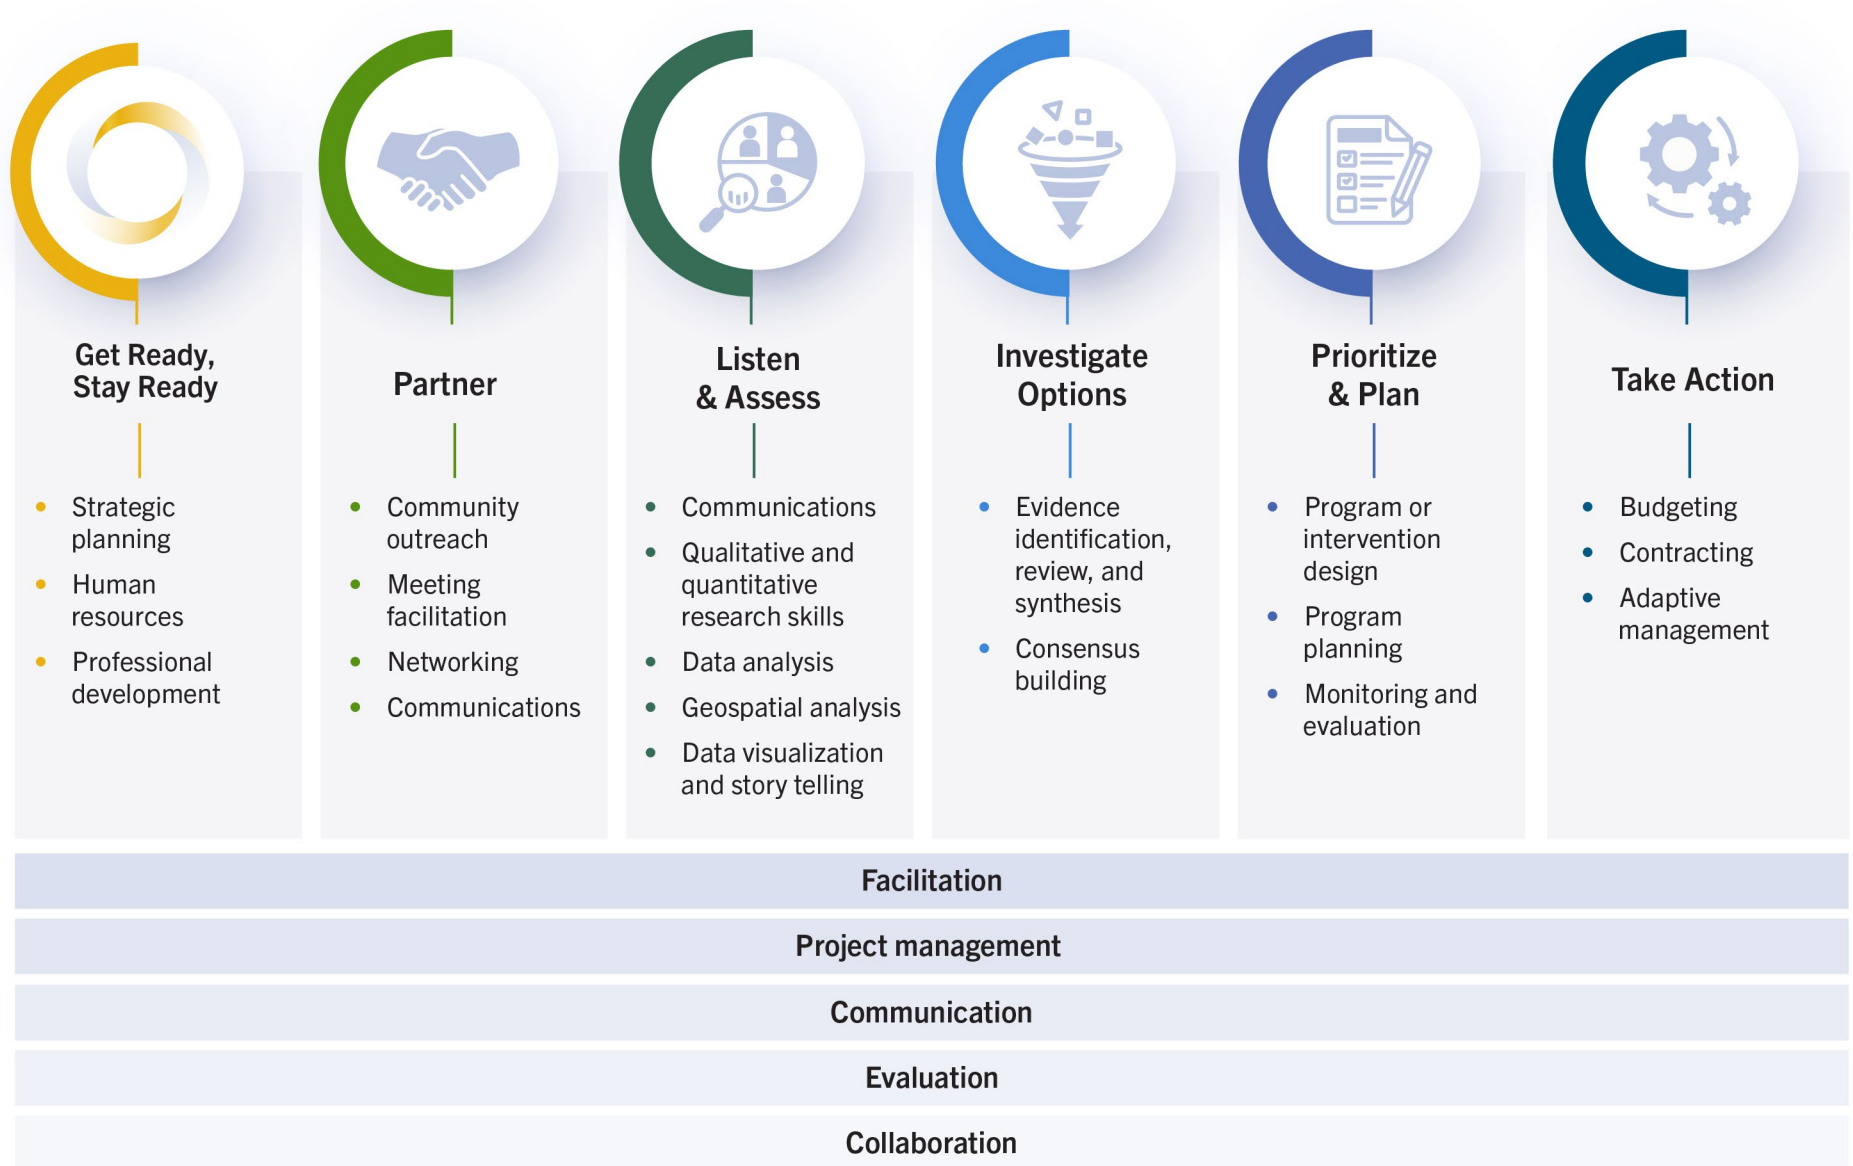 Get Ready,
Stay Ready
Strategic
planning
Human
resources
Professional
development
Partner
Community
outreach
Meeting
facilitation
Networking
Communications
Listen
& Assess
Communications
Qualitative and
quantitative
research skills
Data analysis
Geospatial analysis
Data visualization
and story telling
Investigate
Options
Evidence
identification,
review, and
synthesis
Consensus
building
Prioritize
& Plan
Program or
intervention
design
Program
planning
Monitoring and
evaluation
Take Action
Budgeting
Contracting
Adaptive
management
Facilitation
Project management
Communication
Evaluation
Collaboration